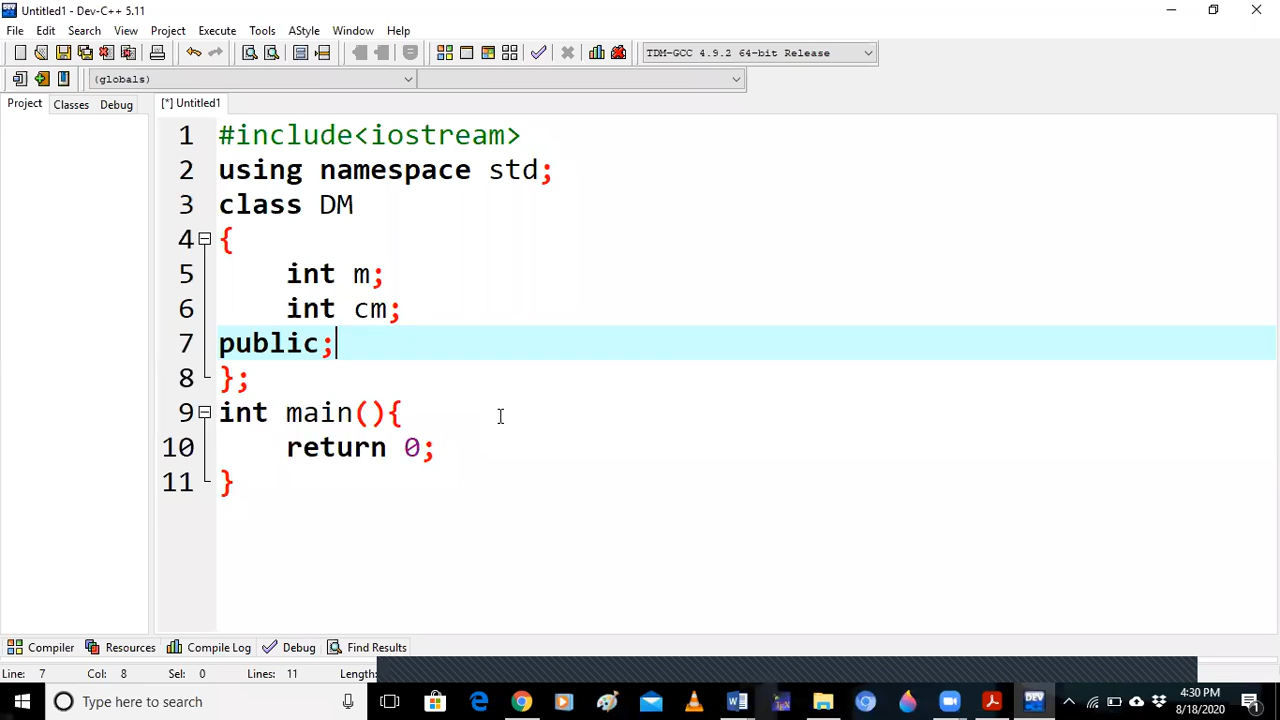 Untitled1 - Dev-C++ 5.11
File Edit Search View Project Execute Tools AStyle Window Help
TDM-GCC 4.9.2 64-bit Release
(globals)
Project Classes Debug [*] Untitled1
1 #include<iostream>
2 using namespace std;
3 class DM
4 {
5 int m;
6 int cm;
7 public;
8 };
9 int main(){
10 return 0;
11 }
Compiler Resources Compile Log Debug Find Results
Line: 7 Col: 8 Sel: 0 Lines: 11 Length:
Type here to search
DEV
4:30 PM
8/18/2020
1